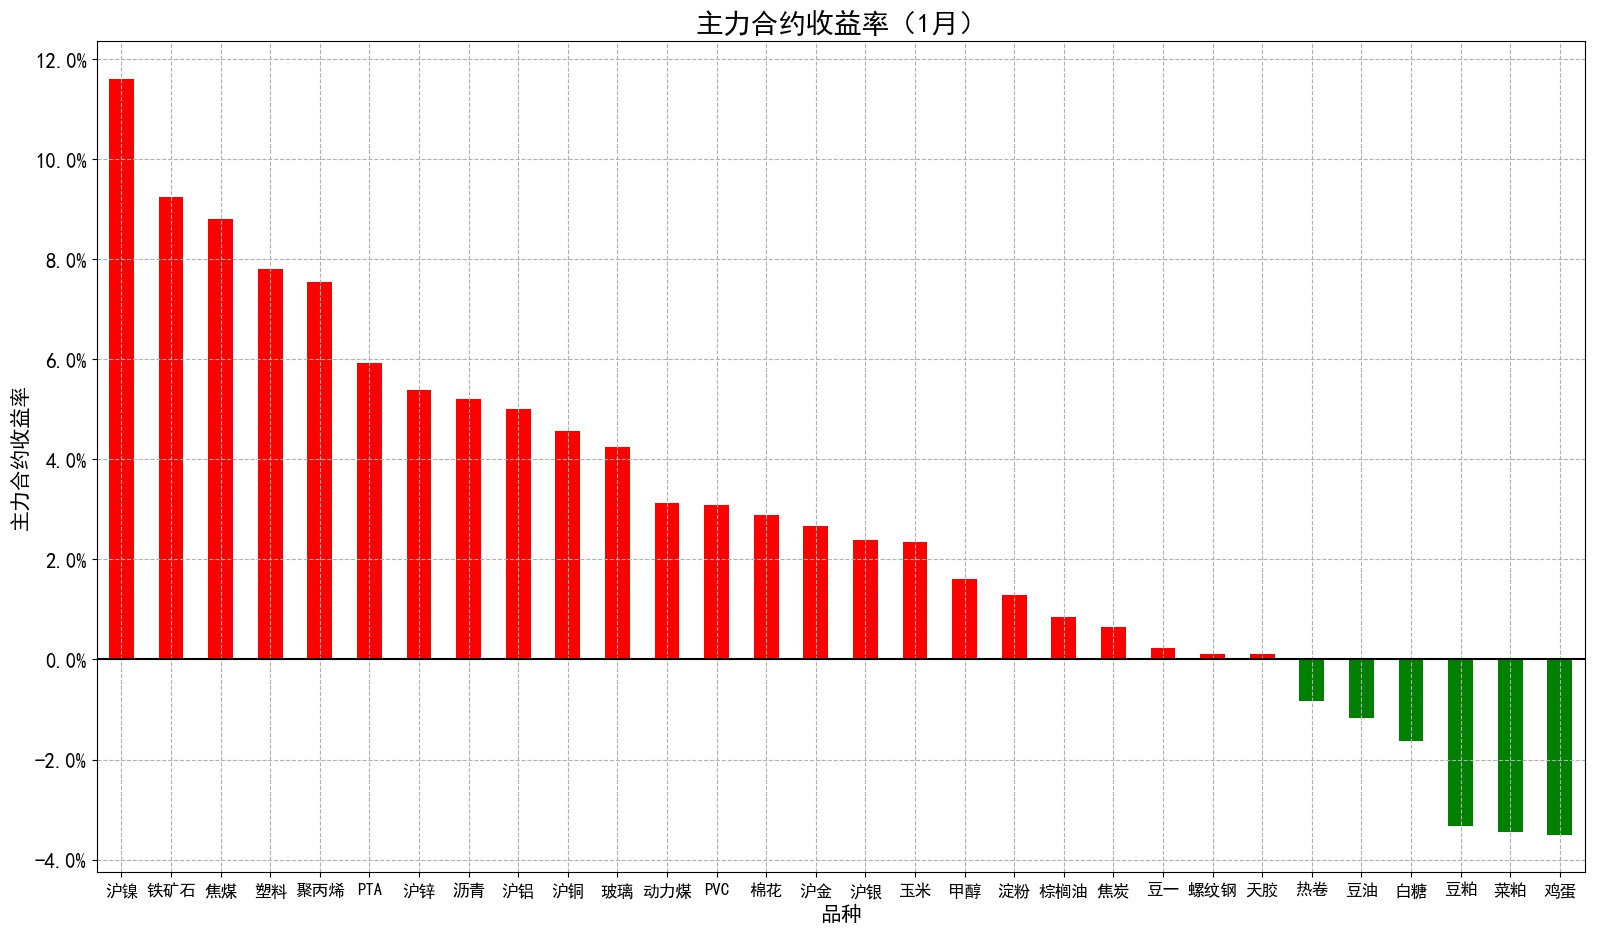 主力合约收益率（1月）
12.0%
10.0%
8.0%
6.0%
4.0%
2.0%
0.0%
-2.0%
-4.0%
主力合约收益率
沪镍 铁矿石 焦煤 塑料 聚丙烯 PTA 沪锌 沥青 沪铝 沪铜 玻璃 动力煤 PVC 棉花 沪金 沪银 玉米 甲醇 淀粉 棕榈油 焦炭 豆一 螺纹钢 天胶 热卷 豆油 白糖 豆粕 菜粕 鸡蛋
品种